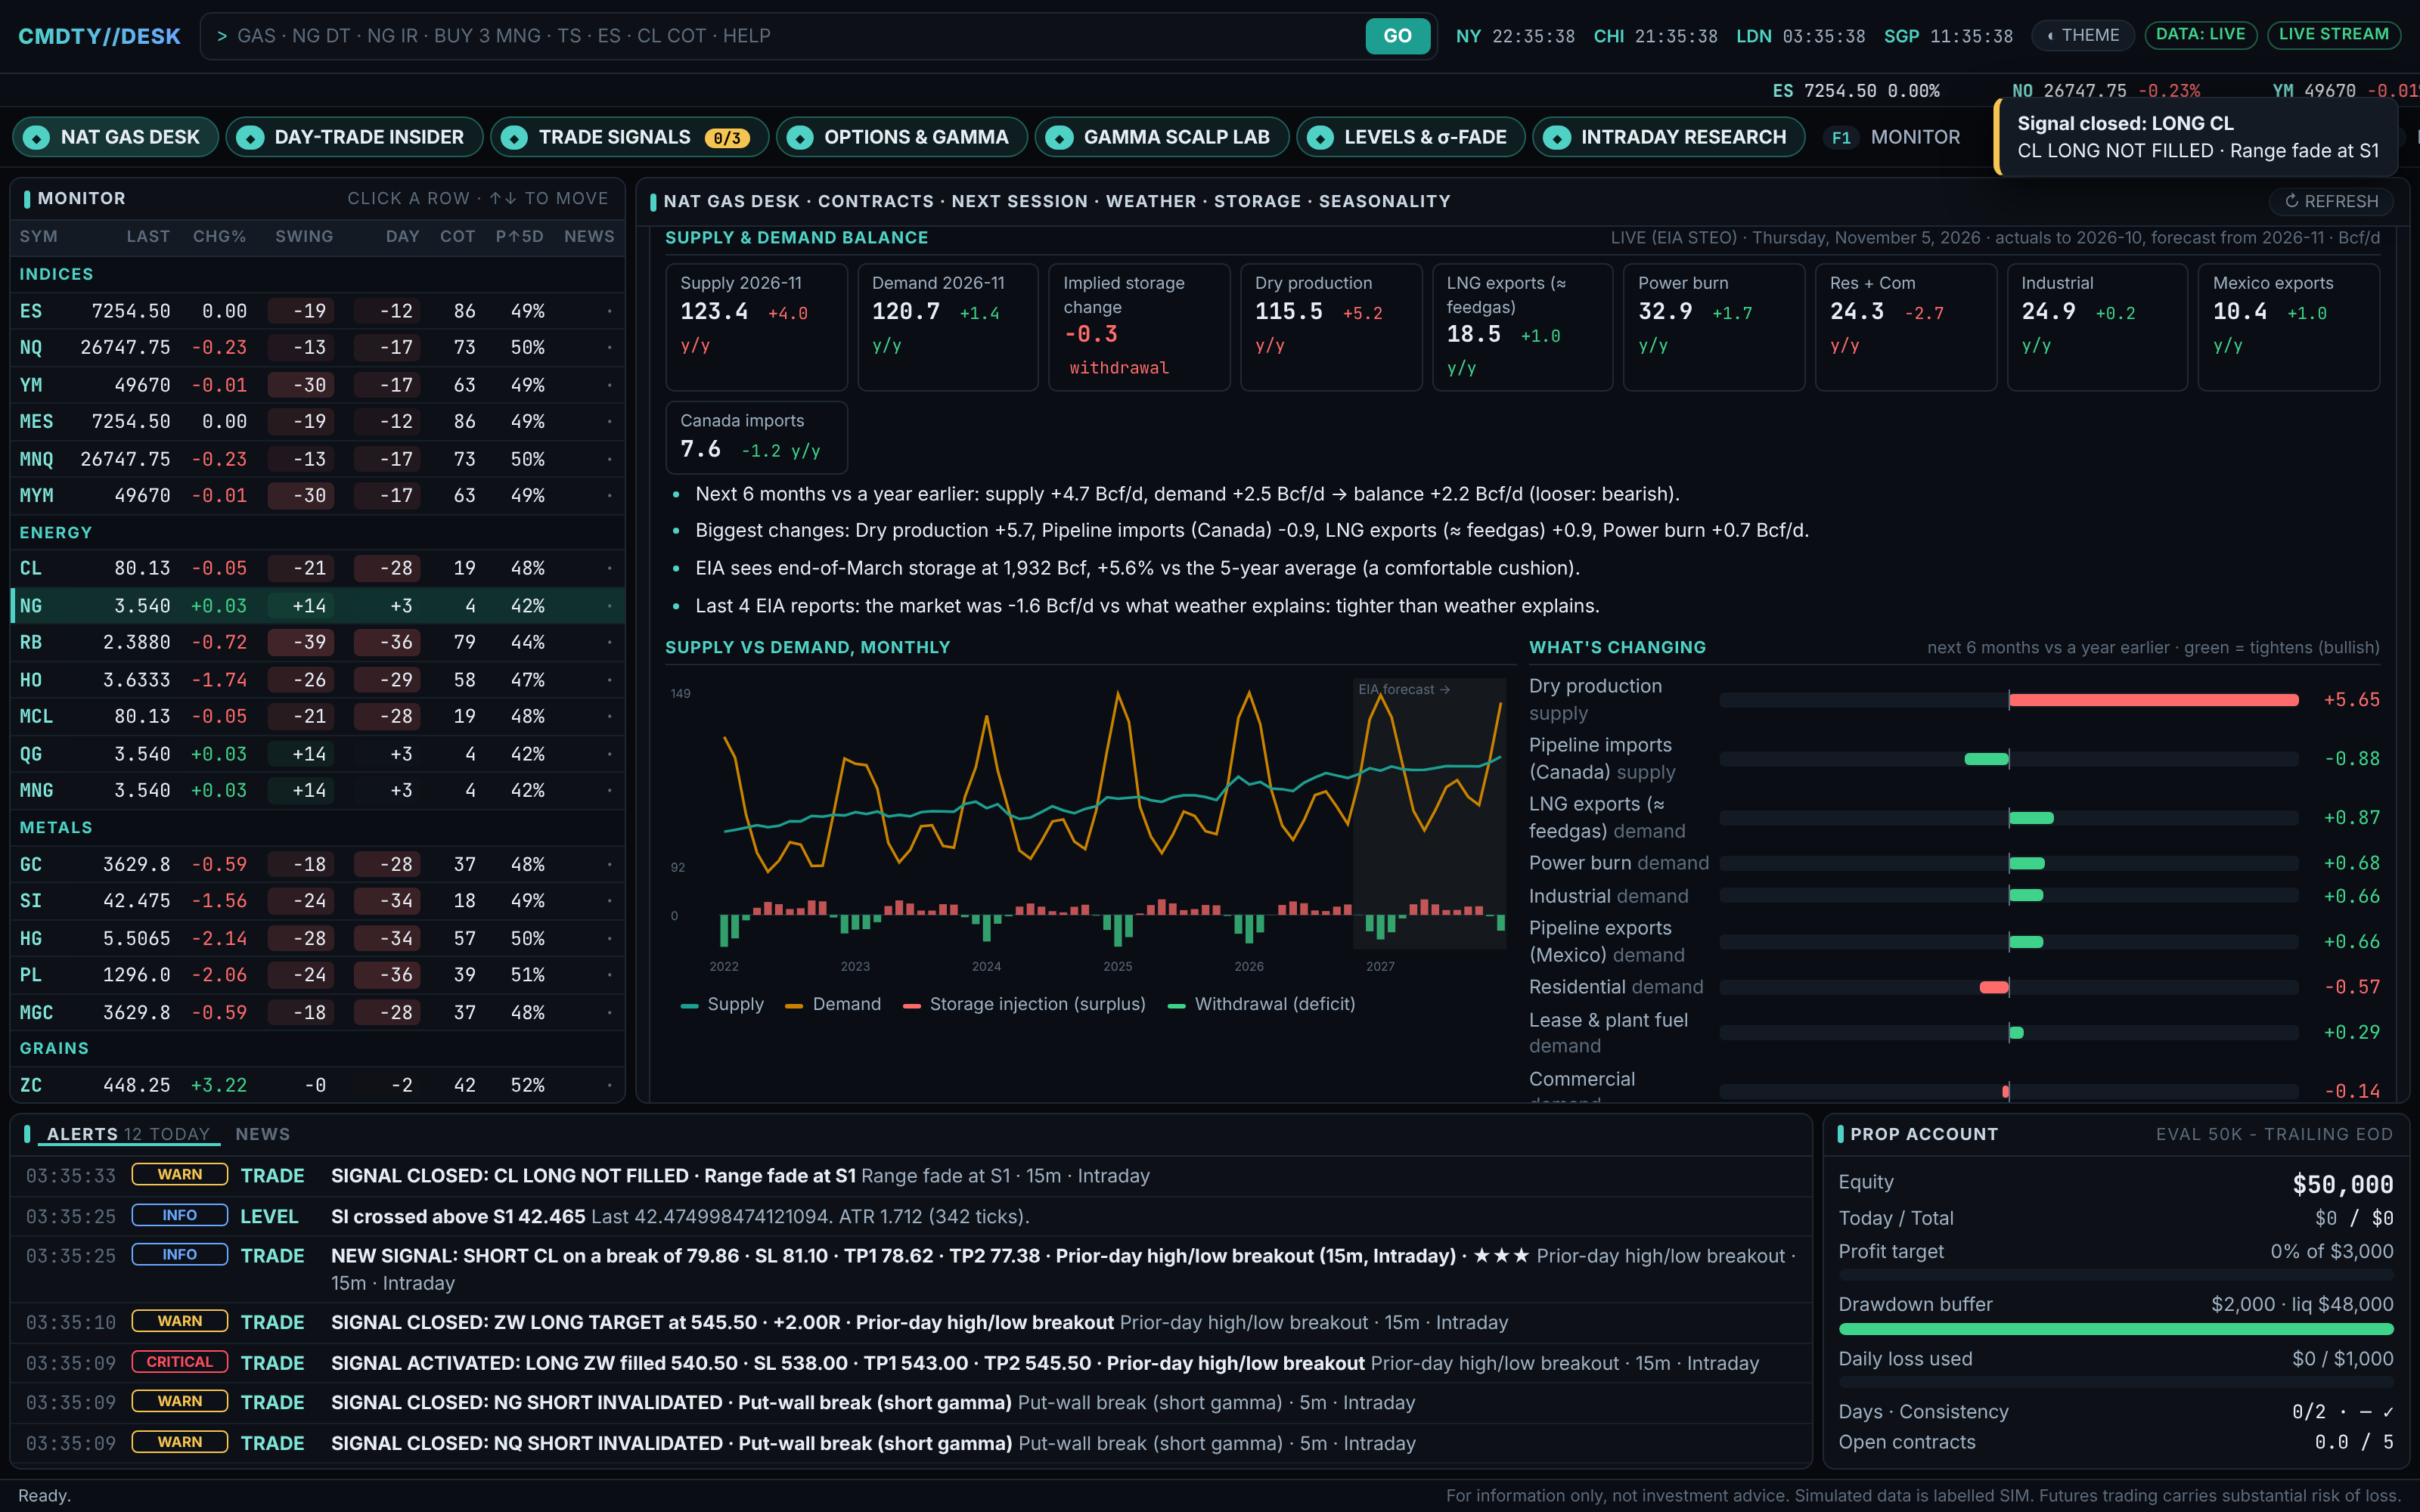 CMDTY//DESK
> GAS · NG DT · NG IR · BUY 3 MNG · TS · ES · CL COT · HELP
GO
NY 22:35:38 CHI 21:35:38 LDN 03:35:38 SGP 11:35:38
THEME
DATA: LIVE
LIVE STREAM
ES 7254.50 0.00% NQ 26747.75 -0.23% YM 49670 -0.01%
NAT GAS DESK
DAY-TRADE INSIDER
TRADE SIGNALS 0/3
OPTIONS & GAMMA
GAMMA SCALP LAB
LEVELS & σ-FADE
INTRADAY RESEARCH
F1 MONITOR
Signal closed: LONG CL
CL LONG NOT FILLED · Range fade at S1
MONITOR CLICK A ROW · ↑↓ TO MOVE
SYM LAST CHG% SWING DAY COT P↑5D NEWS
INDICES
ES 7254.50 0.00 -19 -12 86 49% ·
NQ 26747.75 -0.23 -13 -17 73 50% ·
YM 49670 -0.01 -30 -17 63 49% ·
MES 7254.50 0.00 -19 -12 86 49% ·
MNQ 26747.75 -0.23 -13 -17 73 50% ·
MYM 49670 -0.01 -30 -17 63 49% ·
ENERGY
CL 80.13 -0.05 -21 -28 19 48% ·
NG 3.540 +0.03 +14 +3 4 42% ·
RB 2.3880 -0.72 -39 -36 79 44% ·
HO 3.6333 -1.74 -26 -29 58 47% ·
MCL 80.13 -0.05 -21 -28 19 48% ·
QG 3.540 +0.03 +14 +3 4 42% ·
MNG 3.540 +0.03 +14 +3 4 42% ·
METALS
GC 3629.8 -0.59 -18 -28 37 48% ·
SI 42.475 -1.56 -24 -34 18 49% ·
HG 5.5065 -2.14 -28 -34 57 50% ·
PL 1296.0 -2.06 -24 -36 39 51% ·
MGC 3629.8 -0.59 -18 -28 37 48% ·
GRAINS
ZC 448.25 +3.22 -0 -2 42 52% ·
NAT GAS DESK · CONTRACTS · NEXT SESSION · WEATHER · STORAGE · SEASONALITY
↻ REFRESH
SUPPLY & DEMAND BALANCE
LIVE (EIA STEO) · Thursday, November 5, 2026 · actuals to 2026-10, forecast from 2026-11 · Bcf/d
Supply 2026-11
123.4 +4.0
y/y
Demand 2026-11
120.7 +1.4
y/y
Implied storage
change
-0.3
withdrawal
Dry production
115.5 +5.2
y/y
LNG exports (≈
feedgas)
18.5 +1.0
y/y
Power burn
32.9 +1.7
y/y
Res + Com
24.3 -2.7
y/y
Industrial
24.9 +0.2
y/y
Mexico exports
10.4 +1.0
y/y
Canada imports
7.6 -1.2 y/y
• Next 6 months vs a year earlier: supply +4.7 Bcf/d, demand +2.5 Bcf/d → balance +2.2 Bcf/d (looser: bearish).
• Biggest changes: Dry production +5.7, Pipeline imports (Canada) -0.9, LNG exports (≈ feedgas) +0.9, Power burn +0.7 Bcf/d.
• EIA sees end-of-March storage at 1,932 Bcf, +5.6% vs the 5-year average (a comfortable cushion).
• Last 4 EIA reports: the market was -1.6 Bcf/d vs what weather explains: tighter than weather explains.
SUPPLY VS DEMAND, MONTHLY
149
EIA forecast →
92
0
2022 2023 2024 2025 2026 2027
Supply Demand Storage injection (surplus) Withdrawal (deficit)
WHAT'S CHANGING next 6 months vs a year earlier · green = tightens (bullish)
Dry production
supply +5.65
Pipeline imports
(Canada) supply -0.88
LNG exports (≈
feedgas) demand +0.87
Power burn demand +0.68
Industrial demand +0.66
Pipeline exports
(Mexico) demand +0.66
Residential demand -0.57
Lease & plant fuel
demand +0.29
Commercial -0.14
ALERTS 12 TODAY NEWS
03:35:33 WARN TRADE SIGNAL CLOSED: CL LONG NOT FILLED · Range fade at S1 Range fade at S1 · 15m · Intraday
03:35:25 INFO LEVEL SI crossed above S1 42.465 Last 42.474998474121094. ATR 1.712 (342 ticks).
03:35:25 INFO TRADE NEW SIGNAL: SHORT CL on a break of 79.86 · SL 81.10 · TP1 78.62 · TP2 77.38 · Prior-day high/low breakout (15m, Intraday) · ★★★ Prior-day high/low breakout ·
15m · Intraday
03:35:10 WARN TRADE SIGNAL CLOSED: ZW LONG TARGET at 545.50 · +2.00R · Prior-day high/low breakout Prior-day high/low breakout · 15m · Intraday
03:35:09 CRITICAL TRADE SIGNAL ACTIVATED: LONG ZW filled 540.50 · SL 538.00 · TP1 543.00 · TP2 545.50 · Prior-day high/low breakout Prior-day high/low breakout · 15m · Intraday
03:35:09 WARN TRADE SIGNAL CLOSED: NG SHORT INVALIDATED · Put-wall break (short gamma) Put-wall break (short gamma) · 5m · Intraday
03:35:09 WARN TRADE SIGNAL CLOSED: NQ SHORT INVALIDATED · Put-wall break (short gamma) Put-wall break (short gamma) · 5m · Intraday
PROP ACCOUNT EVAL 50K - TRAILING EOD
Equity $50,000
Today / Total $0 / $0
Profit target 0% of $3,000
Drawdown buffer $2,000 · liq $48,000
Daily loss used $0 / $1,000
Days · Consistency 0/2 · — ✓
Open contracts 0.0 / 5
Ready.
For information only, not investment advice. Simulated data is labelled SIM. Futures trading carries substantial risk of loss.